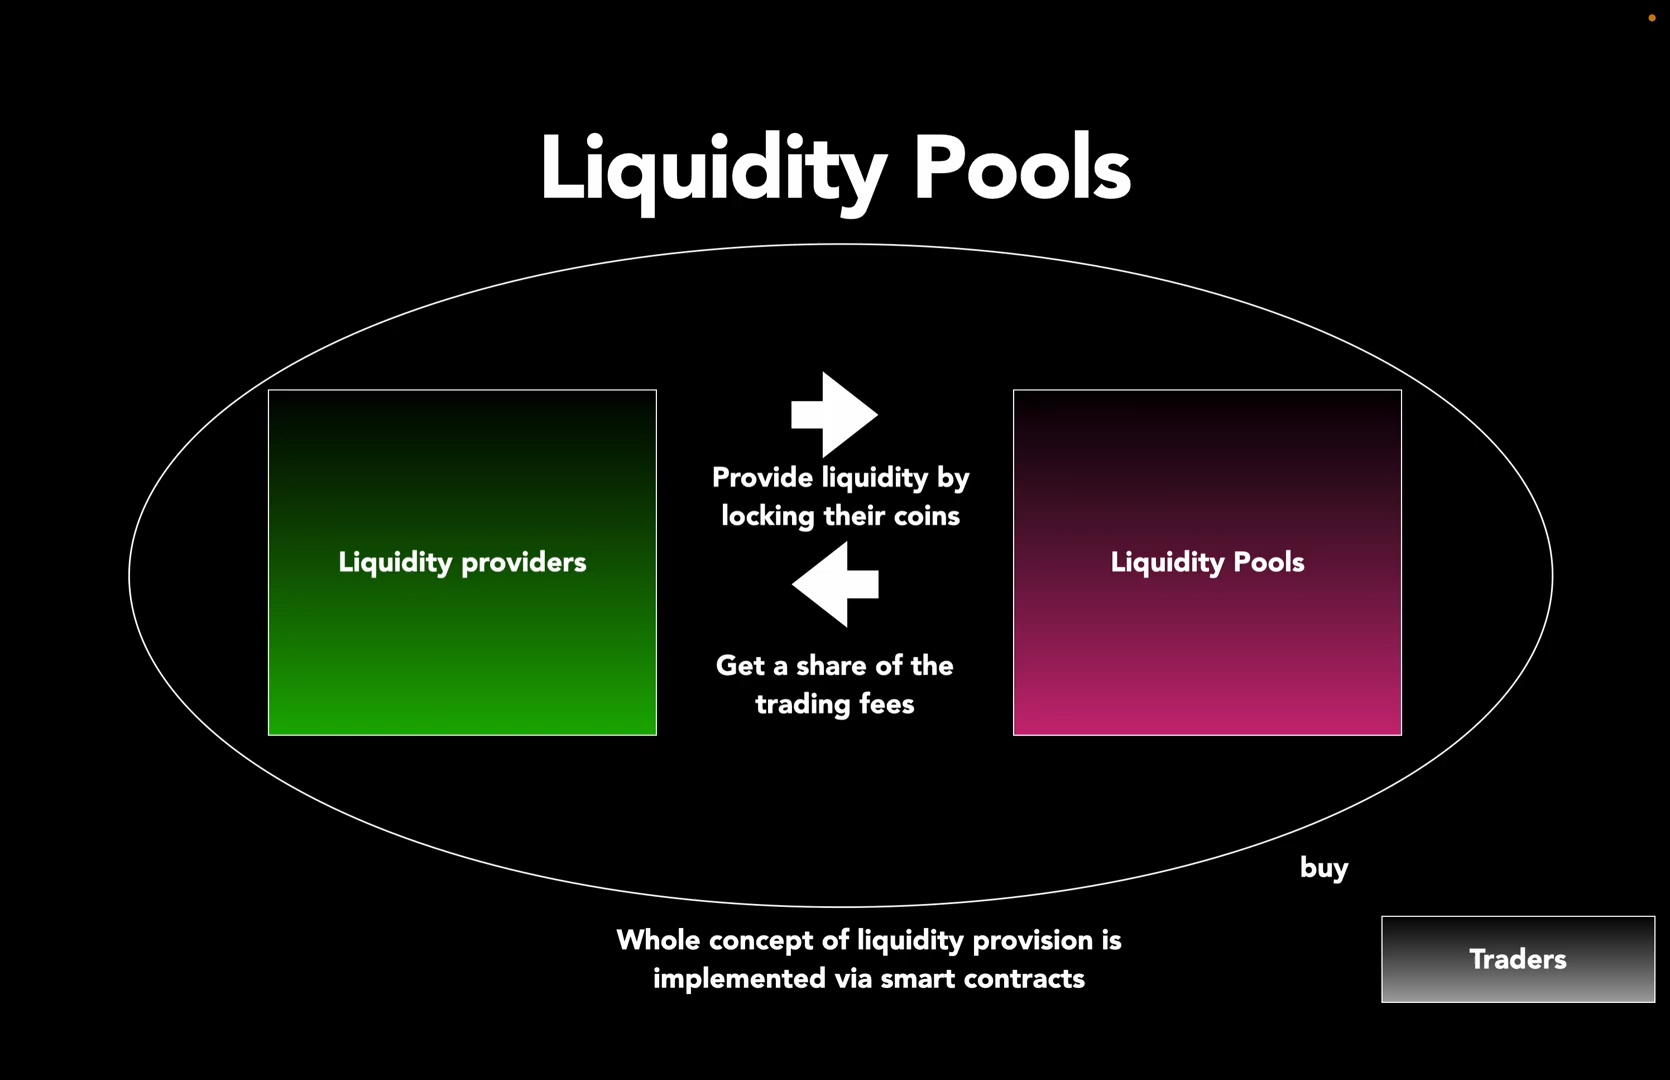 Liquidity Pools
Provide liquidity by
locking their coins
Liquidity providers
Liquidity Pools
Get a share of the
trading fees
buy
Whole concept of liquidity provision is
implemented via smart contracts
Traders